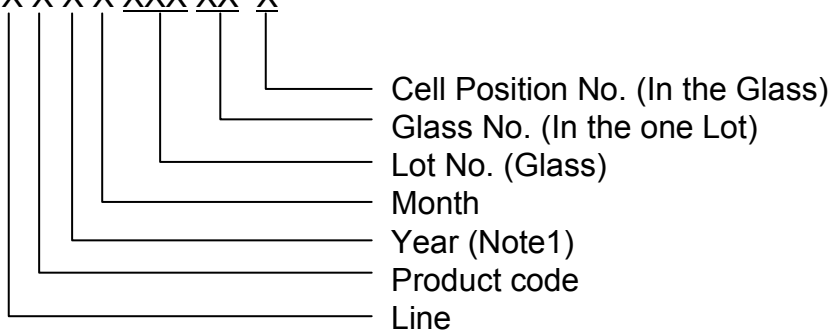 X X X X XXX XX X
Cell Position No. (In the Glass)
Glass No. (In the one Lot)
Lot No. (Glass)
Month
Year (Note1)
Product code
Line